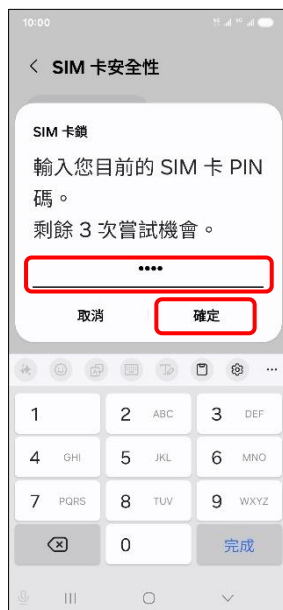 10:00
SIM 卡安全性
SIM 卡鎖
輸入您目前的 SIM 卡 PIN
碼。
剩餘 3 次嘗試機會。
••••
取消 確定
1 2 ABC 3 DEF
4 GHI 5 JKL 6 MNO
7 PQRS 8 TUV 9 WXYZ
0 完成